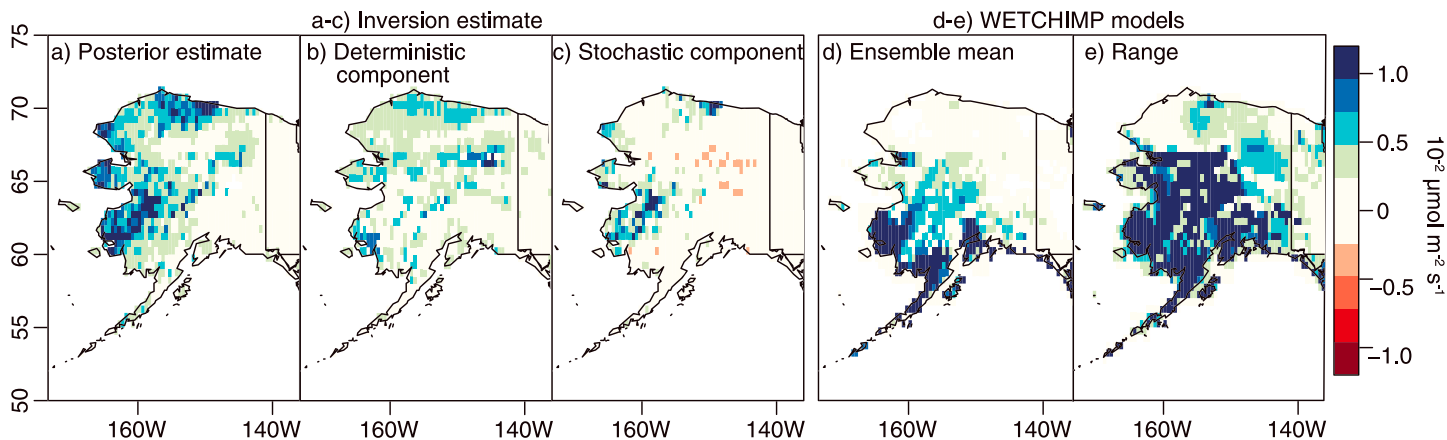 a-c) Inversion estimate
d-e) WETCHIMP models
a) Posterior estimate
b) Deterministic
component
c) Stochastic component
d) Ensemble mean
e) Range
75
70
65
60
55
50
160W
140W
160W
140W
160W
140W
160W
140W
160W
140W
1.0
0.5
0
−0.5
−1.0
10⁻² μmol m⁻² s⁻¹